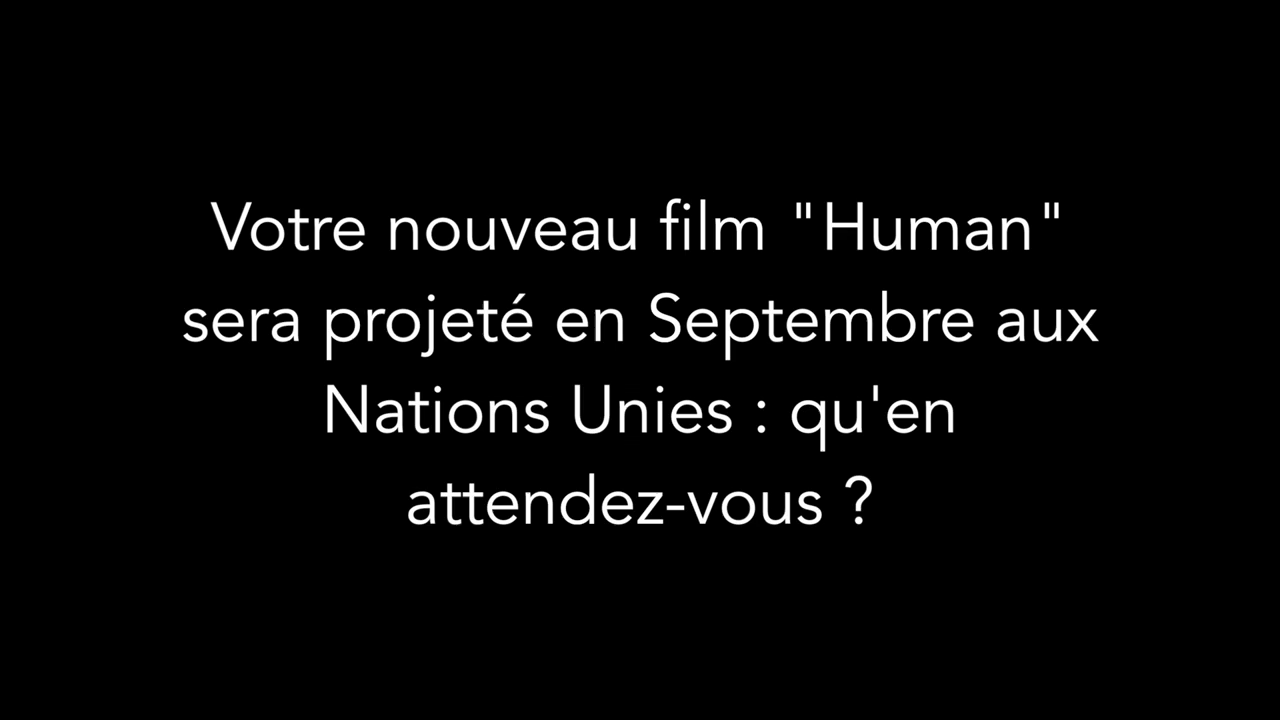 Votre nouveau film "Human"
sera projeté en Septembre aux
Nations Unies : qu'en
attendez-vous ?